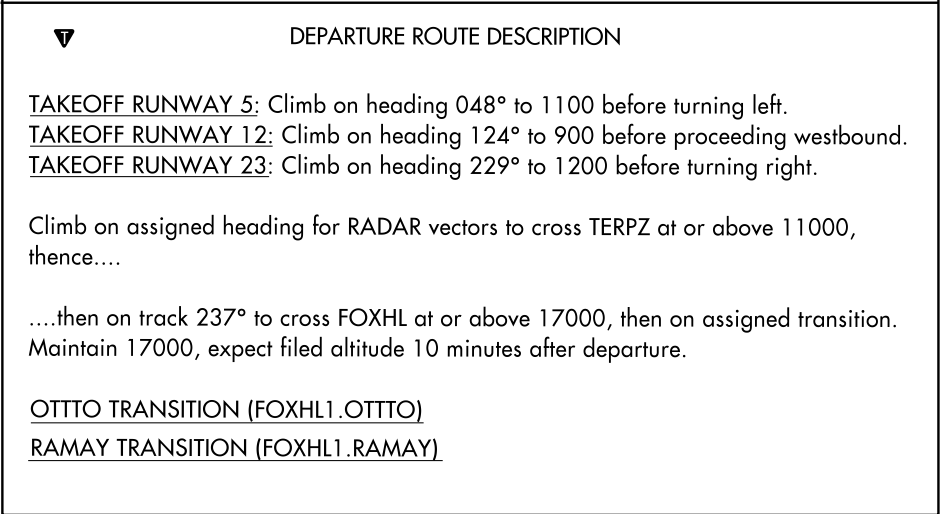 T
DEPARTURE ROUTE DESCRIPTION
TAKEOFF RUNWAY 5: Climb on heading 048° to 1100 before turning left.
TAKEOFF RUNWAY 12: Climb on heading 124° to 900 before proceeding westbound.
TAKEOFF RUNWAY 23: Climb on heading 229° to 1200 before turning right.
Climb on assigned heading for RADAR vectors to cross TERPZ at or above 11000,
thence....
....then on track 237° to cross FOXHL at or above 17000, then on assigned transition.
Maintain 17000, expect filed altitude 10 minutes after departure.
OTTTO TRANSITION (FOXHL1.OTTTO)
RAMAY TRANSITION (FOXHL1.RAMAY)